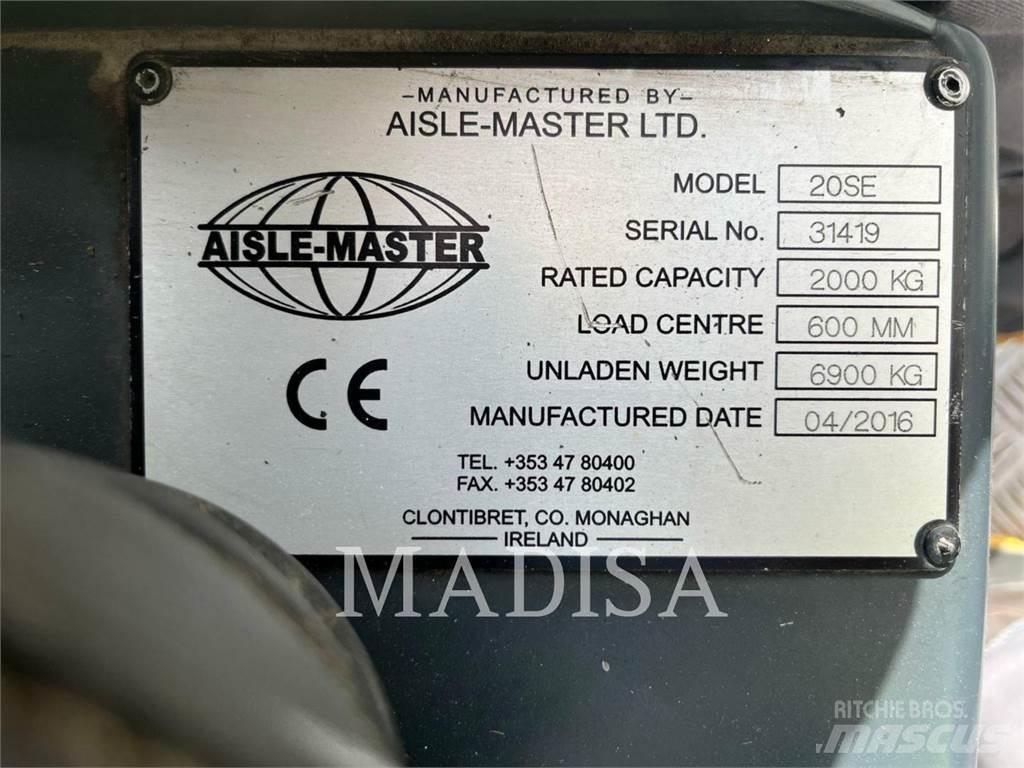 –MANUFACTURED BY–
AISLE-MASTER LTD.
AISLE-MASTER
CE
MODEL 20SE
SERIAL No. 31419
RATED CAPACITY 2000 KG
LOAD CENTRE 600 MM
UNLADEN WEIGHT 6900 KG
MANUFACTURED DATE 04/2016
TEL. +353 47 80400
FAX. +353 47 80402
CLONTIBRET, CO. MONAGHAN
IRELAND
MADISA
RITCHIE BROS.
MASCUS